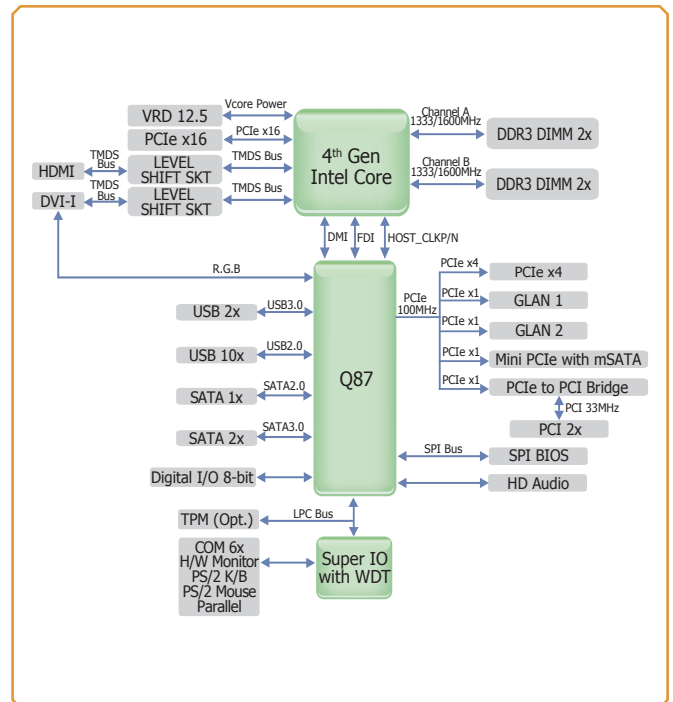 Vcore Power
VRD 12.5
PCIe x16
PCIe x16
TMDS
Bus
HDMI
LEVEL
SHIFT SKT
TMDS Bus
TMDS
Bus
DVI-I
LEVEL
SHIFT SKT
TMDS Bus
4th Gen
Intel Core
Channel A
1333/1600MHz
DDR3 DIMM 2x
Channel B
1333/1600MHz
DDR3 DIMM 2x
DMI
FDI
HOST_CLKP/N
R.G.B
USB 2x
USB3.0
USB 10x
USB2.0
SATA 1x
SATA2.0
SATA 2x
SATA3.0
Digital I/O 8-bit
Q87
PCIe
100MHz
PCIe x4
PCIe x4
PCIe x1
GLAN 1
PCIe x1
GLAN 2
PCIe x1
Mini PCIe with mSATA
PCIe x1
PCIe to PCI Bridge
PCI 33MHz
PCI 2x
SPI Bus
SPI BIOS
HD Audio
TPM (Opt.)
LPC Bus
COM 6x
H/W Monitor
PS/2 K/B
PS/2 Mouse
Parallel
Super IO
with WDT